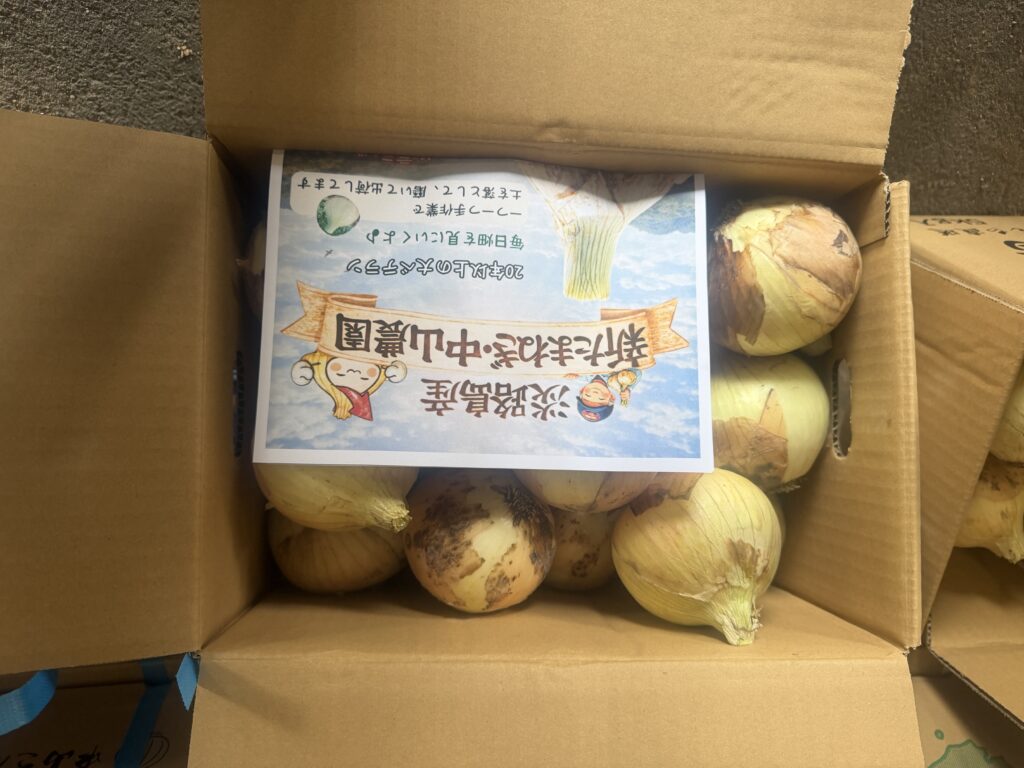 淡路島産
新たまねぎ・中山農園
20年以上の大ベテラン
毎日畑を見にいくよ♪
一つ一つ手作業で
土を落として、磨いて出荷してます